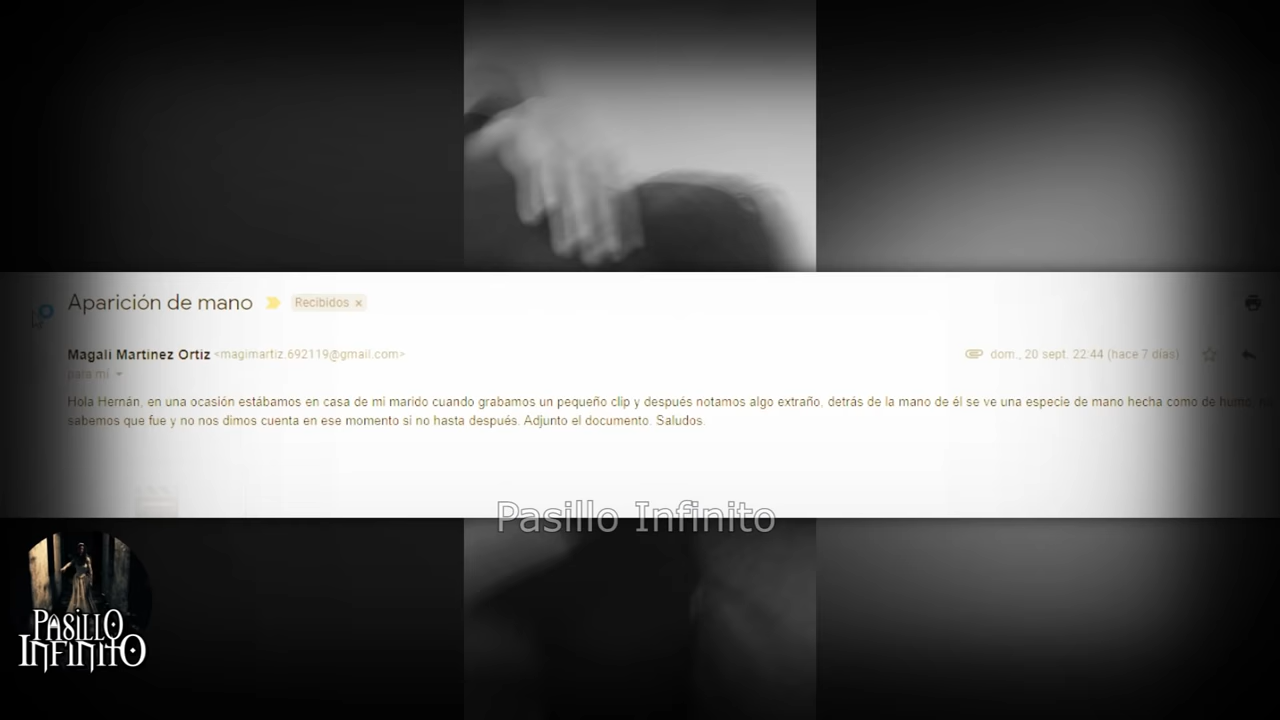 Aparición de mano
Recibidos ×
Magali Martinez Ortiz <magimartiz.692119@gmail.com>
dom., 20 sept. 22:44 (hace 7 días)
para mí
Hola Hernán, en una ocasión estábamos en casa de mi marido cuando grabamos un pequeño clip y después notamos algo extraño, detrás de la mano de él se ve una especie de mano hecha como de humo,
sabemos que fue y no nos dimos cuenta en ese momento si no hasta después. Adjunto el documento. Saludos.
Pasillo Infinito
PASILLO
INFINITO